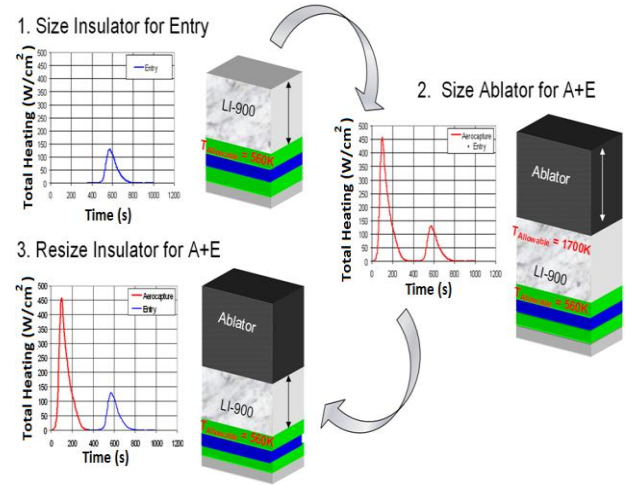 1. Size Insulator for Entry
Total Heating (W/cm²)
500
450
400
350
300
250
200
150
100
50
0
0 200 400 600 800 1000 1200
Time (s)
Entry
LI-900
TAllowable = 560K
2. Size Ablator for A+E
Total Heating (W/cm²)
500
450
400
350
300
250
200
150
100
50
0
0 200 400 600 800 1000 1200
Time (s)
Aerocapture
Entry
Ablator
TAllowable = 1700K
LI-900
TAllowable = 560K
3. Resize Insulator for A+E
Total Heating (W/cm²)
500
450
400
350
300
250
200
150
100
50
0
0 200 400 600 800 1000 1200
Time (s)
Aerocapture
Entry
Ablator
LI-900
TAllowable = 560K